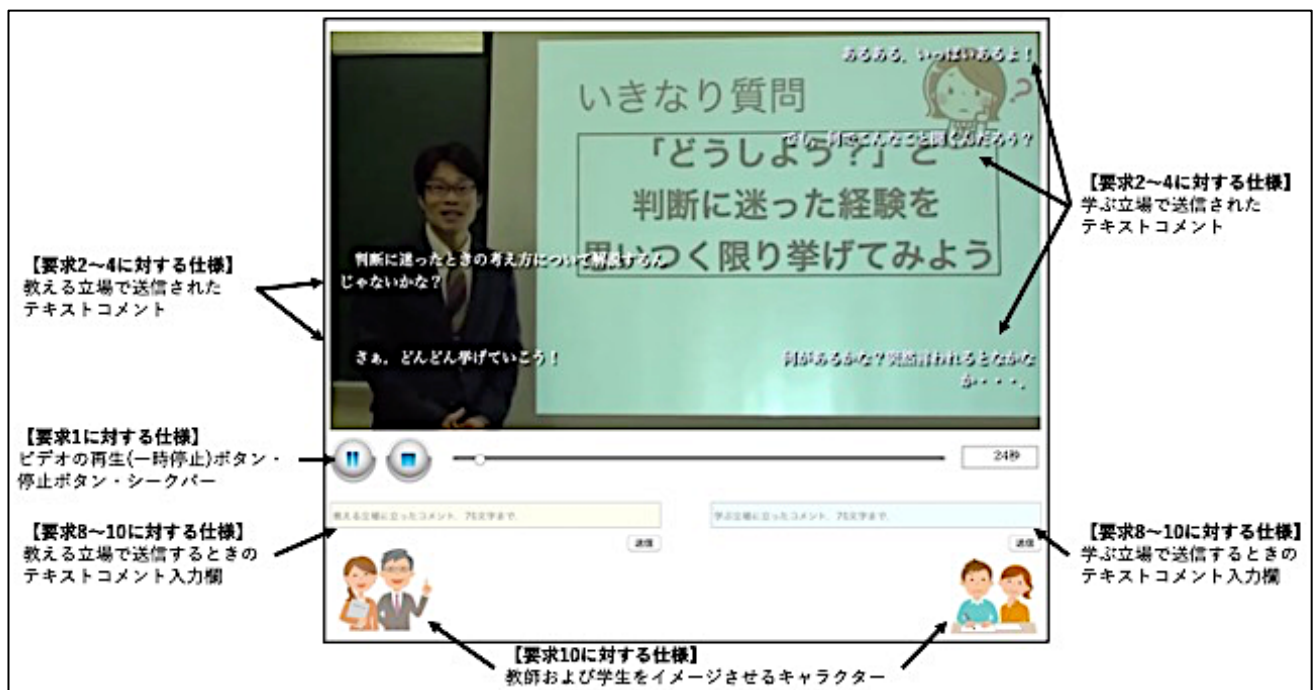 あるある，いっぱいあるよ！
いきなり質問
でも，何でこんなこと聞くんだろう？
「どうしよう？」と
判断に迷った経験を
思いつく限り挙げてみよう
判断に迷ったときの考え方について解説するん
じゃないかな？
さぁ，どんどん挙げていこう！
何があるかな？突然言われるとなかな
か・・・．
【要求2〜4に対する仕様】
学ぶ立場で送信された
テキストコメント
【要求2〜4に対する仕様】
教える立場で送信された
テキストコメント
【要求1に対する仕様】
ビデオの再生(一時停止)ボタン・
停止ボタン・シークバー
24秒
教える立場に立ったコメント．75文字まで．
学ぶ立場に立ったコメント．75文字まで．
送信
送信
【要求8〜10に対する仕様】
教える立場で送信するときの
テキストコメント入力欄
【要求8〜10に対する仕様】
学ぶ立場で送信するときの
テキストコメント入力欄
【要求10に対する仕様】
教師および学生をイメージさせるキャラクター